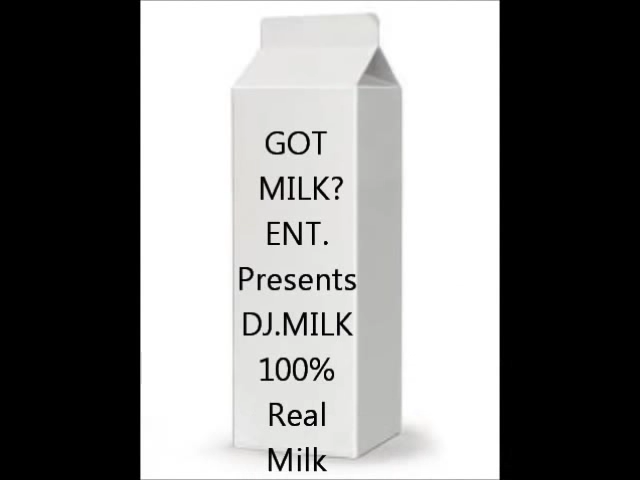 GOT
MILK?
ENT.
Presents
DJ.MILK
100%
Real
Milk